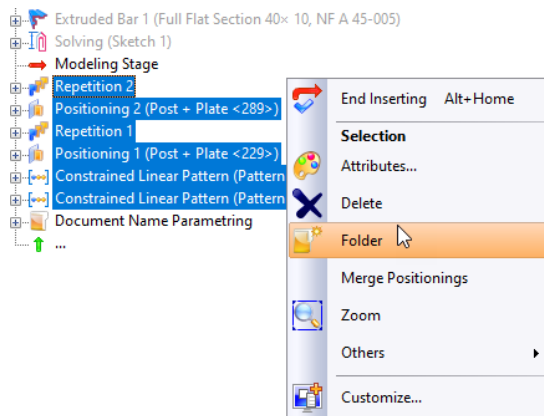 Extruded Bar 1 (Full Flat Section 40× 10, NF A 45-005)
Solving (Sketch 1)
Modeling Stage
Repetition 2
Positioning 2 (Post + Plate <289>)
Repetition 1
Positioning 1 (Post + Plate <229>)
Constrained Linear Pattern (Pattern
Constrained Linear Pattern (Pattern
Document Name Parametring
...
End Inserting Alt+Home
Selection
Attributes...
Delete
Folder
Merge Positionings
Zoom
Others
Customize...